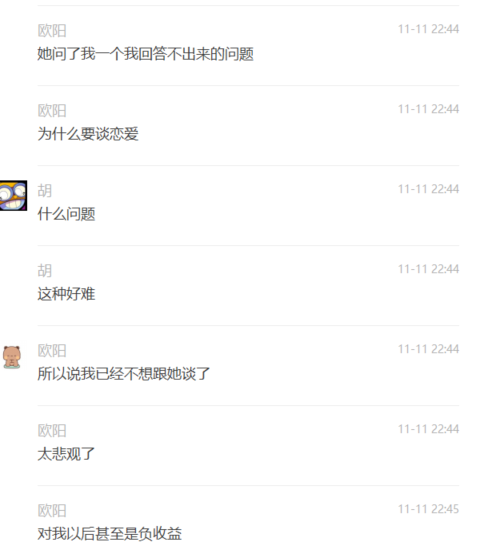 欧阳 11-11 22:44
她问了我一个我回答不出来的问题
欧阳 11-11 22:44
为什么要谈恋爱
胡 11-11 22:44
什么问题
胡 11-11 22:44
这种好难
欧阳 11-11 22:44
所以说我已经不想跟她谈了
欧阳 11-11 22:44
太悲观了
欧阳 11-11 22:45
对我以后甚至是负收益